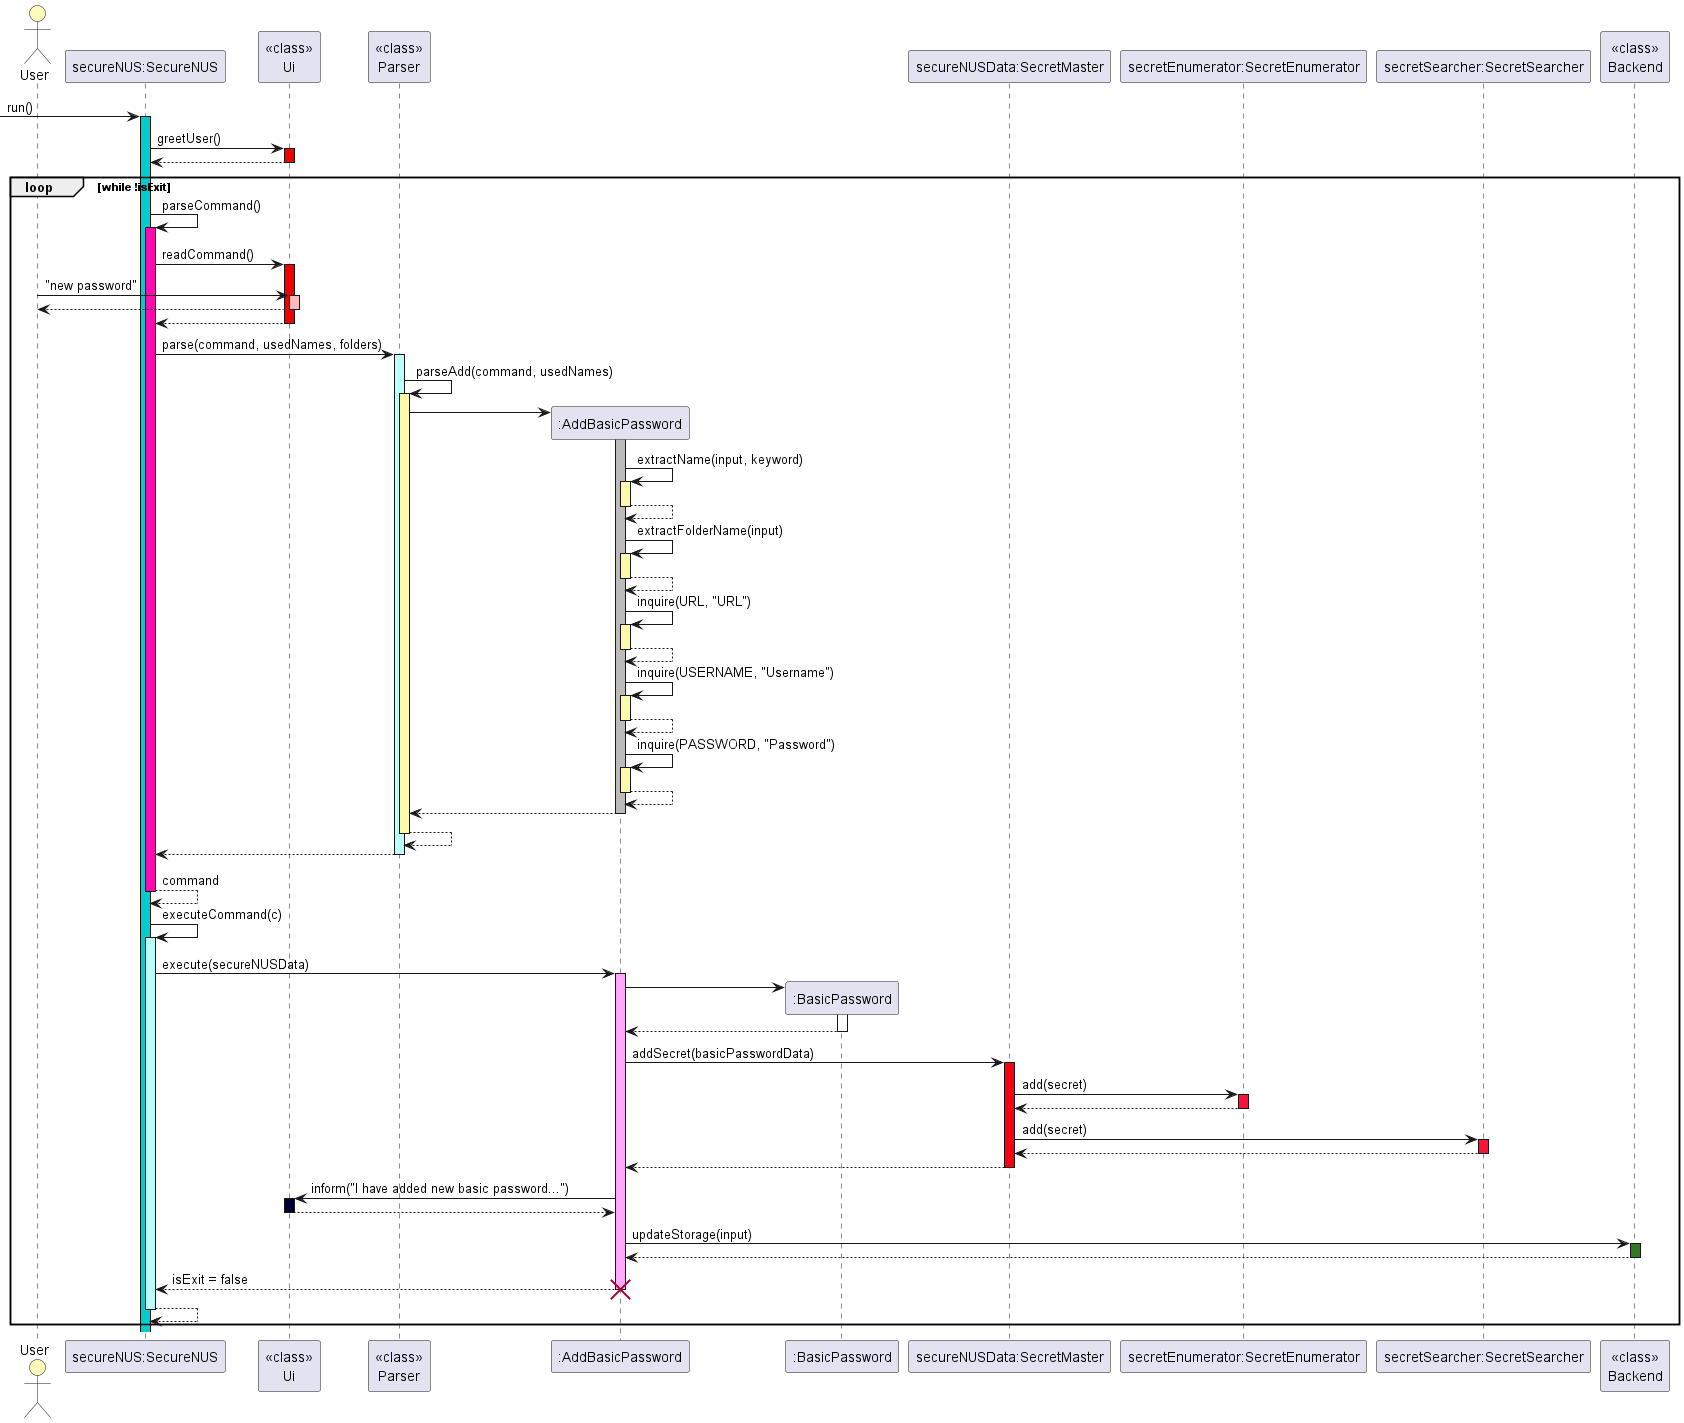 User
secureNUS:SecureNUS
«class»
Ui
«class»
Parser
secureNUSData:SecretMaster
secretEnumerator:SecretEnumerator
secretSearcher:SecretSearcher
«class»
Backend
run()
greetUser()
loop [while !isExit]
parseCommand()
readCommand()
"new password"
parse(command, usedNames, folders)
parseAdd(command, usedNames)
:AddBasicPassword
extractName(input, keyword)
extractFolderName(input)
inquire(URL, "URL")
inquire(USERNAME, "Username")
inquire(PASSWORD, "Password")
command
executeCommand(c)
execute(secureNUSData)
:BasicPassword
addSecret(basicPasswordData)
add(secret)
add(secret)
inform("I have added new basic password...")
updateStorage(input)
isExit = false
User
secureNUS:SecureNUS
«class»
Ui
«class»
Parser
:AddBasicPassword
:BasicPassword
secureNUSData:SecretMaster
secretEnumerator:SecretEnumerator
secretSearcher:SecretSearcher
«class»
Backend